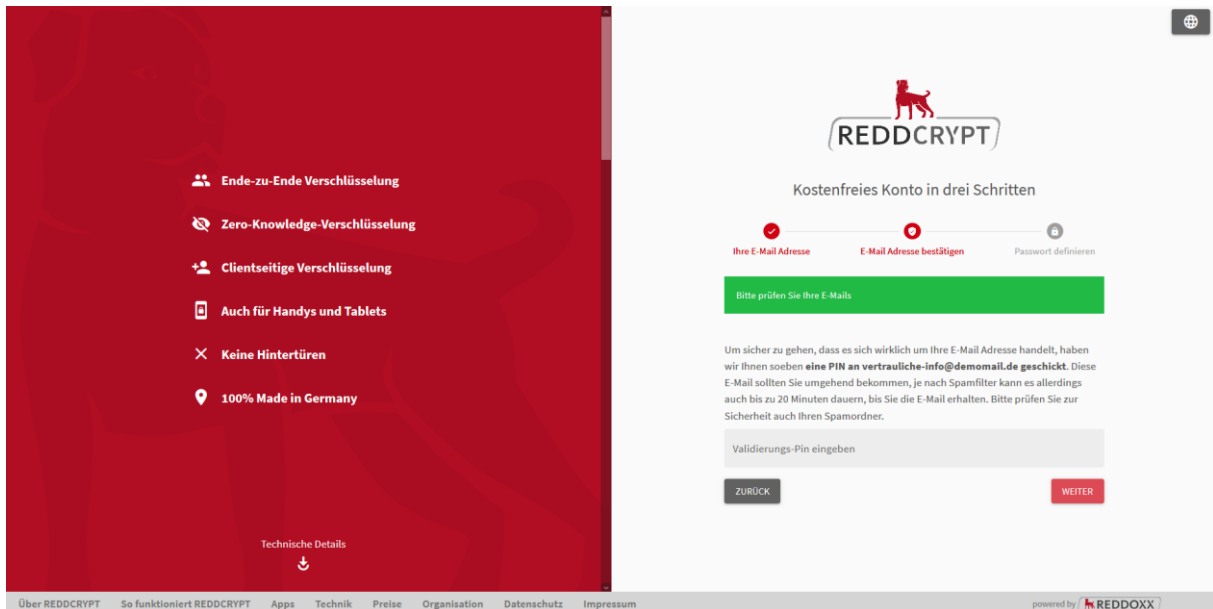 Ende-zu-Ende Verschlüsselung
Zero-Knowledge-Verschlüsselung
Clientseitige Verschlüsselung
Auch für Handys und Tablets
Keine Hintertüren
100% Made in Germany
Technische Details
REDDCRYPT
Kostenfreies Konto in drei Schritten
Ihre E-Mail Adresse
E-Mail Adresse bestätigen
Passwort definieren
Bitte prüfen Sie Ihre E-Mails
Um sicher zu gehen, dass es sich wirklich um Ihre E-Mail Adresse handelt, haben
wir Ihnen soeben eine PIN an vertrauliche-info@demomail.de geschickt. Diese
E-Mail sollten Sie umgehend bekommen, je nach Spamfilter kann es allerdings
auch bis zu 20 Minuten dauern, bis Sie die E-Mail erhalten. Bitte prüfen Sie zur
Sicherheit auch Ihren Spamordner.
Validierungs-Pin eingeben
ZURÜCK
WEITER
Über REDDCRYPT So funktioniert REDDCRYPT Apps Technik Preise Organisation Datenschutz Impressum
powered by REDDOXX